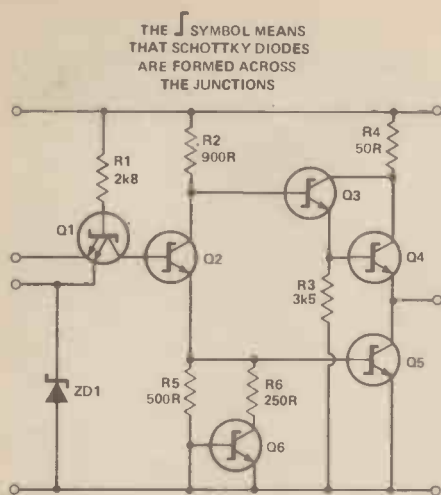 THE ʃ SYMBOL MEANS
THAT SCHOTTKY DIODES
ARE FORMED ACROSS
THE JUNCTIONS
R1
2k8
R2
900R
R4
50R
Q1
Q2
Q3
Q4
R3
3k5
Q5
ZD1
R5
500R
R6
250R
Q6